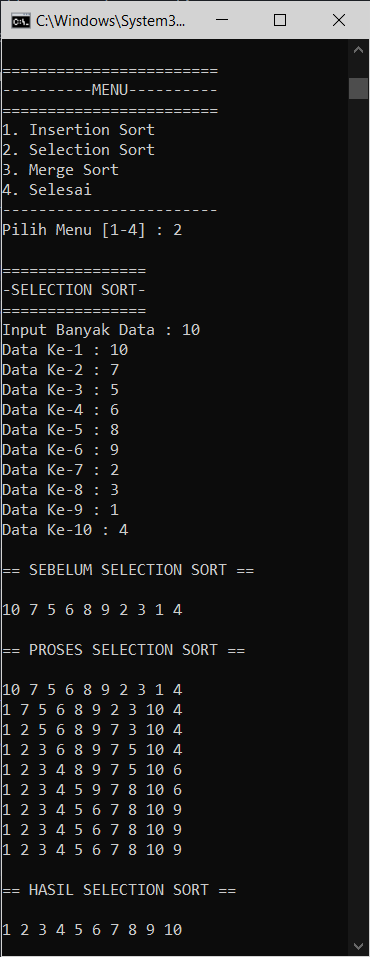 C:\Windows\System3...
========================
----------MENU----------
========================
1. Insertion Sort
2. Selection Sort
3. Merge Sort
4. Selesai
------------------------
Pilih Menu [1-4] : 2
================
-SELECTION SORT-
================
Input Banyak Data : 10
Data Ke-1 : 10
Data Ke-2 : 7
Data Ke-3 : 5
Data Ke-4 : 6
Data Ke-5 : 8
Data Ke-6 : 9
Data Ke-7 : 2
Data Ke-8 : 3
Data Ke-9 : 1
Data Ke-10 : 4
== SEBELUM SELECTION SORT ==
10 7 5 6 8 9 2 3 1 4
== PROSES SELECTION SORT ==
10 7 5 6 8 9 2 3 1 4
1 7 5 6 8 9 2 3 10 4
1 2 5 6 8 9 7 3 10 4
1 2 3 6 8 9 7 5 10 4
1 2 3 4 8 9 7 5 10 6
1 2 3 4 5 9 7 8 10 6
1 2 3 4 5 6 7 8 10 9
1 2 3 4 5 6 7 8 10 9
1 2 3 4 5 6 7 8 10 9
== HASIL SELECTION SORT ==
1 2 3 4 5 6 7 8 9 10